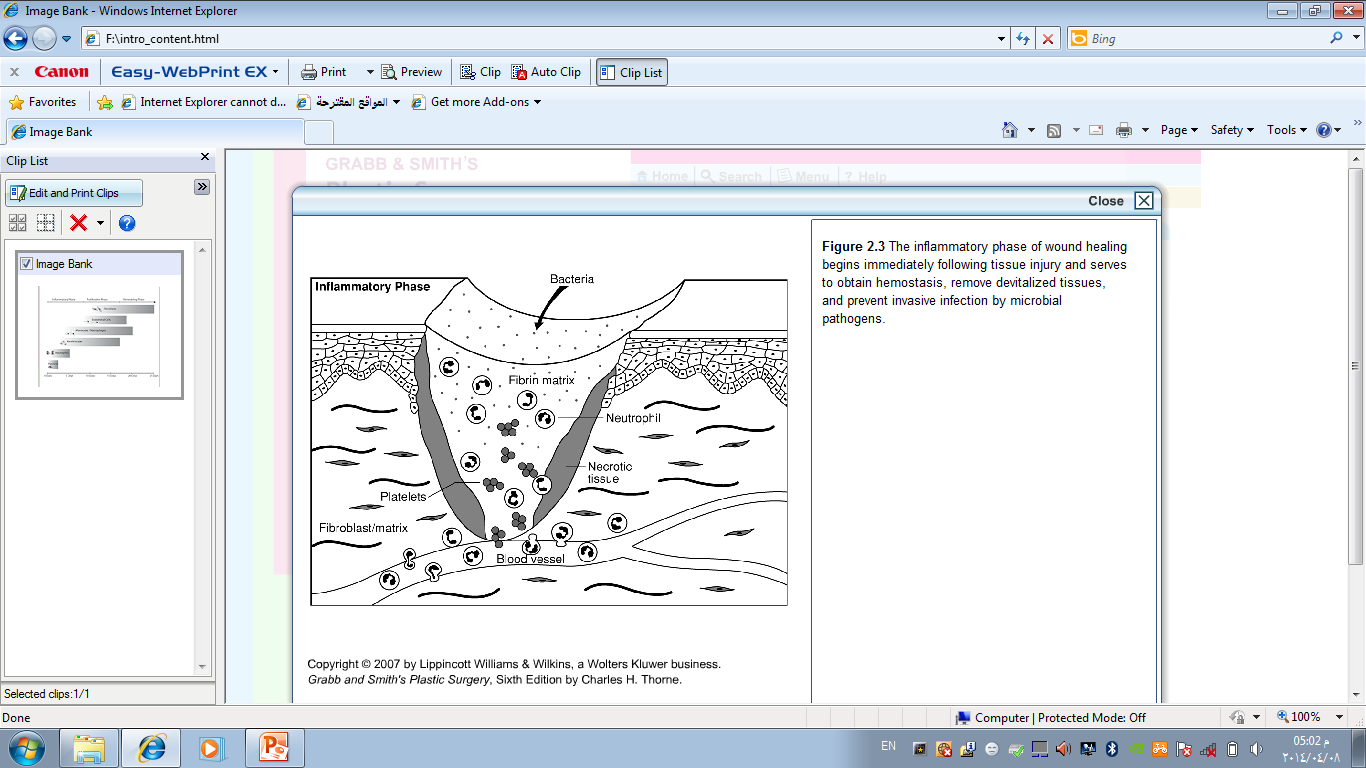 Image Bank - Windows Internet Explorer
F:\intro_content.html
Bing
x Canon Easy-WebPrint EX Print Preview Clip Auto Clip Clip List
Favorites Internet Explorer cannot d... المواقع المقترحة Get more Add-ons
Image Bank
Page Safety Tools
Clip List
Edit and Print Clips
Image Bank
Selected clips:1/1
GRABB & SMITH'S
Home Search Menu ? Help
Close
Inflammatory Phase
Bacteria
Fibrin matrix
Neutrophil
Necrotic
tissue
Platelets
Fibroblast/matrix
Blood vessel
Figure 2.3 The inflammatory phase of wound healing
begins immediately following tissue injury and serves
to obtain hemostasis, remove devitalized tissues,
and prevent invasive infection by microbial
pathogens.
Copyright © 2007 by Lippincott Williams & Wilkins, a Wolters Kluwer business.
Grabb and Smith's Plastic Surgery, Sixth Edition by Charles H. Thorne.
Done
Computer | Protected Mode: Off
100%
EN
05:02 م
٢٠١٤/٠٤/٠٨